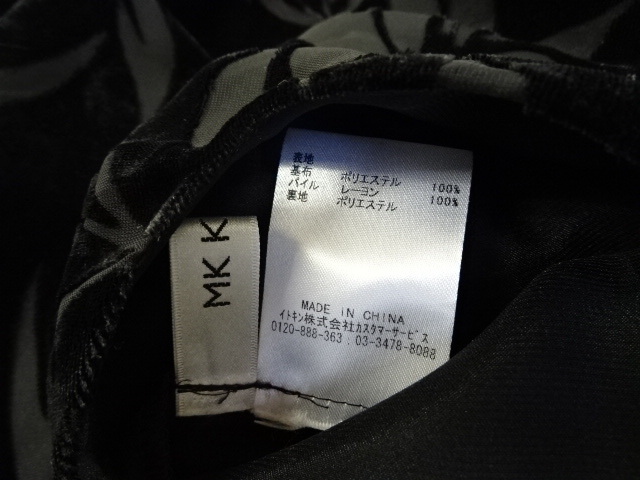 MK K
表地
基布 ポリエステル 100%
パイル レーヨン 100%
裏地 ポリエステル
MADE IN CHINA
イトキン株式会社カスタマーサービス
0120-888-363 03-3478-8088